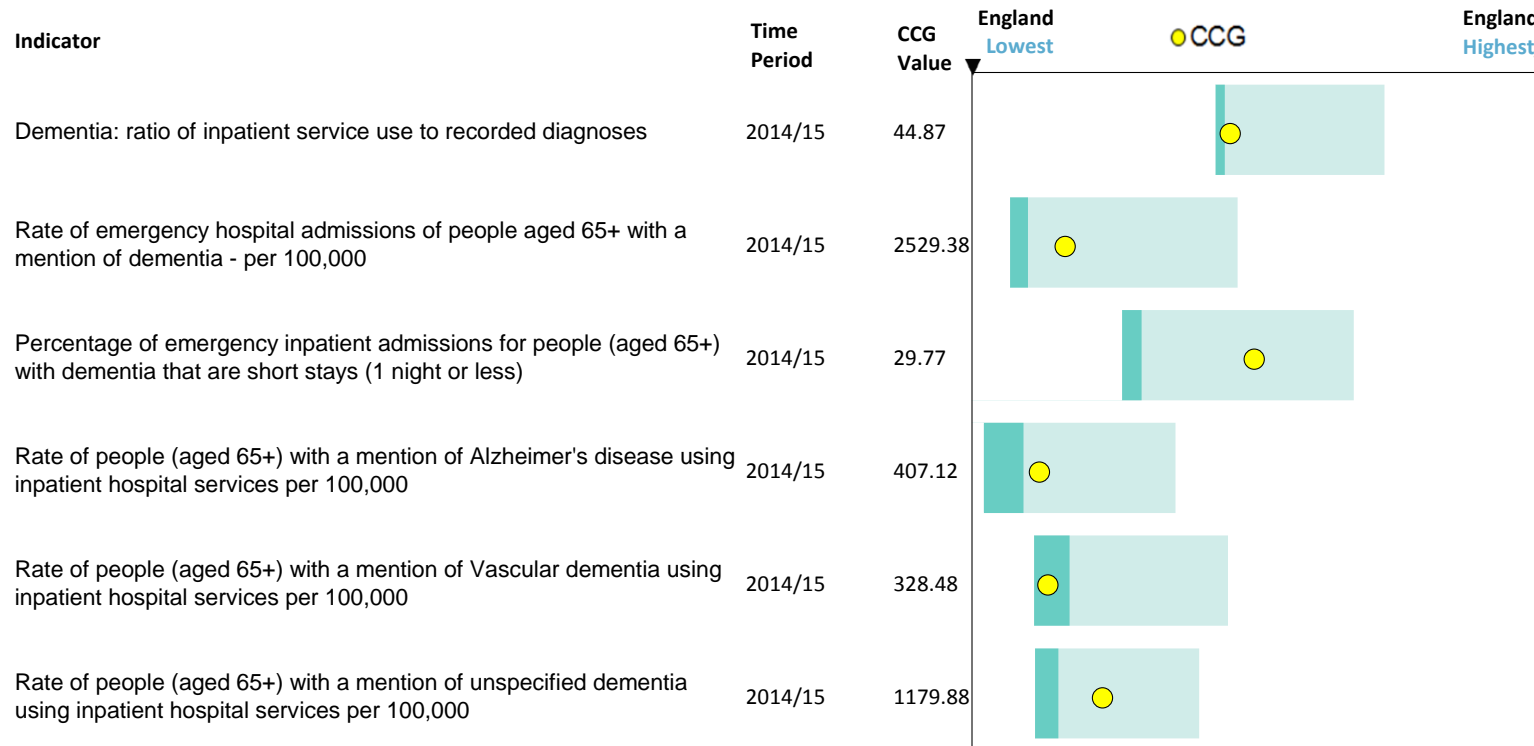 Indicator
Time
Period
CCG
Value
England
Lowest
CCG
England
Highest
Dementia: ratio of inpatient service use to recorded diagnoses
2014/15
44.87
Rate of emergency hospital admissions of people aged 65+ with a
mention of dementia - per 100,000
2014/15
2529.38
Percentage of emergency inpatient admissions for people (aged 65+)
with dementia that are short stays (1 night or less)
2014/15
29.77
Rate of people (aged 65+) with a mention of Alzheimer's disease using
inpatient hospital services per 100,000
2014/15
407.12
Rate of people (aged 65+) with a mention of Vascular dementia using
inpatient hospital services per 100,000
2014/15
328.48
Rate of people (aged 65+) with a mention of unspecified dementia
using inpatient hospital services per 100,000
2014/15
1179.88